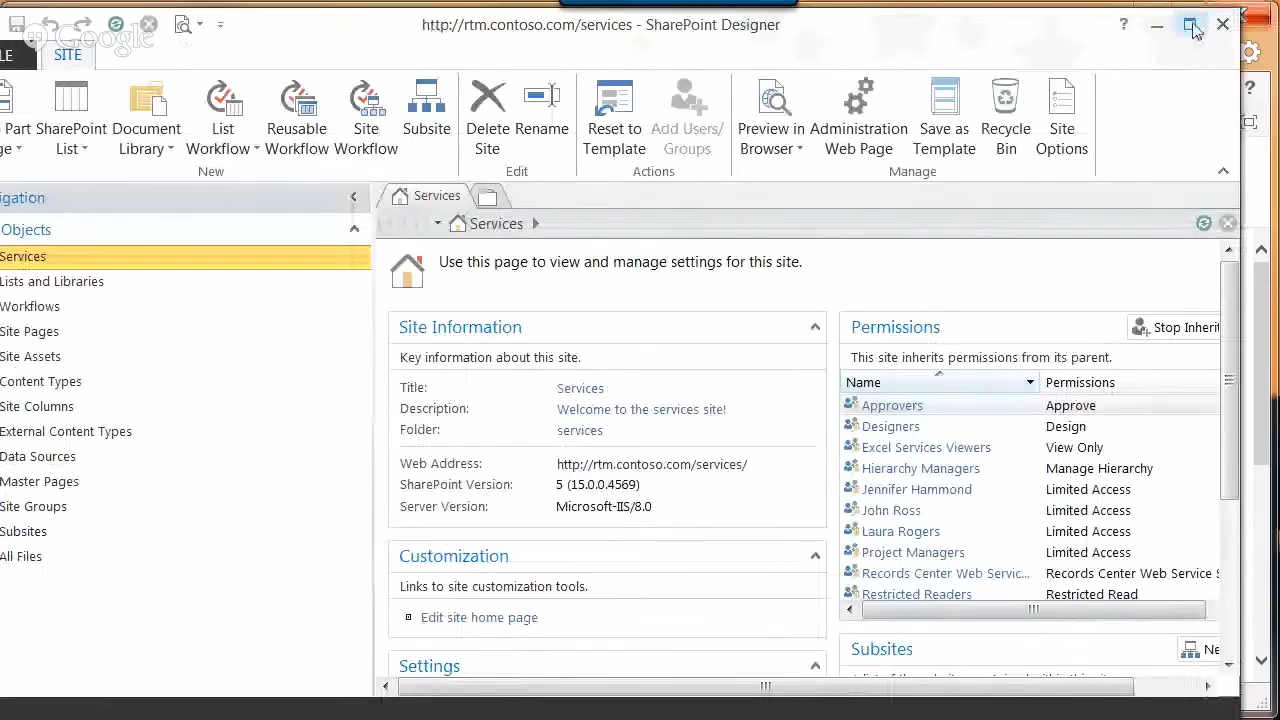 http://rtm.contoso.com/services - SharePoint Designer
Google
LE
SITE
Part
SharePoint
List
Document
Library
List
Workflow
Reusable
Workflow
Site
Workflow
Subsite
Delete
Site
Rename
Reset to
Template
Add Users/
Groups
Preview in
Browser
Administration
Web Page
Save as
Template
Recycle
Bin
Site
Options
New
Edit
Actions
Manage
igation
Objects
Services
Lists and Libraries
Workflows
Site Pages
Site Assets
Content Types
Site Columns
External Content Types
Data Sources
Master Pages
Site Groups
Subsites
All Files
Services
Services
Use this page to view and manage settings for this site.
Site Information
Key information about this site.
Title: Services
Description: Welcome to the services site!
Folder: services
Web Address: http://rtm.contoso.com/services/
SharePoint Version: 5 (15.0.0.4569)
Server Version: Microsoft-IIS/8.0
Customization
Links to site customization tools.
Edit site home page
Settings
Permissions
Stop Inherit
This site inherits permissions from its parent.
Name Permissions
Approvers Approve
Designers Design
Excel Services Viewers View Only
Hierarchy Managers Manage Hierarchy
Jennifer Hammond Limited Access
John Ross Limited Access
Laura Rogers Limited Access
Project Managers Limited Access
Records Center Web Servic... Records Center Web Service S
Restricted Readers Restricted Read
Subsites
Ne